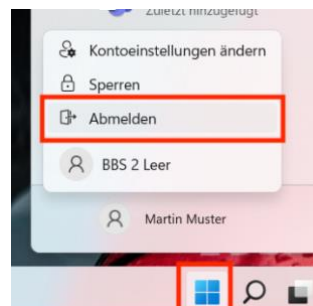 Zuletzt hinzugefügt
Kontoeinstellungen ändern
Sperren
Abmelden
BBS 2 Leer
Martin Muster